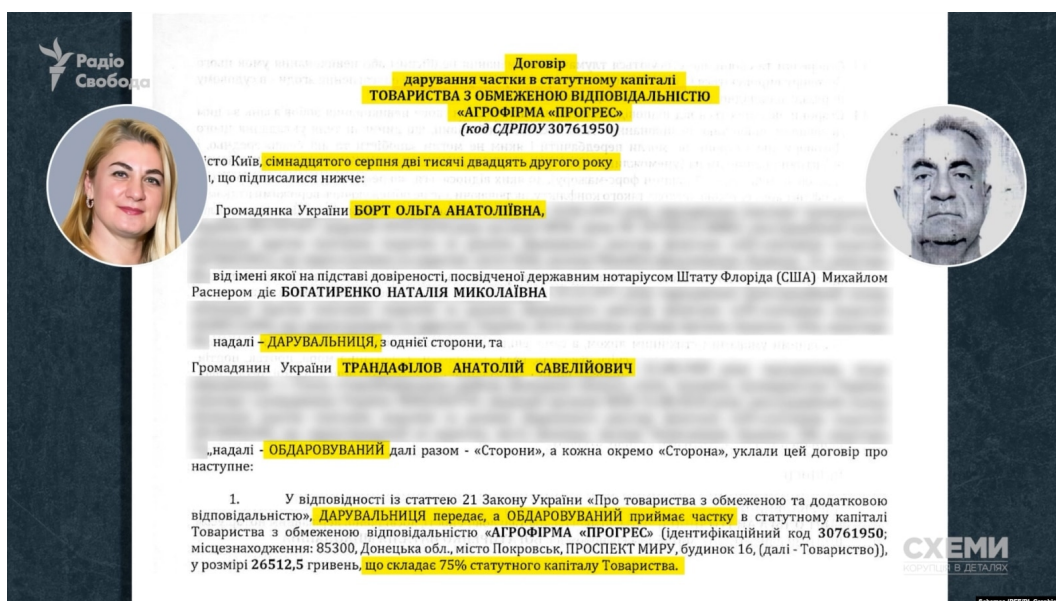 Радіо
Свобода
Договір
дарування частки в статутному капіталі
ТОВАРИСТВА З ОБМЕЖЕНОЮ ВІДПОВІДАЛЬНІСТЮ
«АГРОФІРМА «ПРОГРЕС»
(код ЄДРПОУ 30761950)
істо Київ, сімнадцятого серпня дві тисячі двадцять другого року
, що підписалися нижче:
Громадянка України БОРТ ОЛЬГА АНАТОЛІЇВНА,
від імені якої на підставі довіреності, посвідченої державним нотаріусом Штату Флоріда (США) Михайлом
Раснером діє БОГАТИРЕНКО НАТАЛІЯ МИКОЛАЇВНА
надалі – ДАРУВАЛЬНИЦЯ, з однієї сторони, та
Громадянин України ТРАНДАФІЛОВ АНАТОЛІЙ САВЕЛІЙОВИЧ
надалі - ОБДАРОВУВАНИЙ далі разом - «Сторони», а кожна окремо «Сторона», уклали цей договір про
наступне:
1. У відповідності із статтею 21 Закону України «Про товариства з обмеженою та додатковою
відповідальністю», ДАРУВАЛЬНИЦЯ передає, а ОБДАРОВУВАНИЙ приймає частку в статутному капіталі
Товариства з обмеженою відповідальністю «АГРОФІРМА «ПРОГРЕС» (ідентифікаційний код 30761950;
місцезнаходження: 85300, Донецька обл., місто Покровськ, ПРОСПЕКТ МИРУ, будинок 16, (далі - Товариство)),
у розмірі 26512,5 гривень, що складає 75% статутного капіталу Товариства.
СХЕМИ
КОРУПЦІЯ В ДЕТАЛЯХ